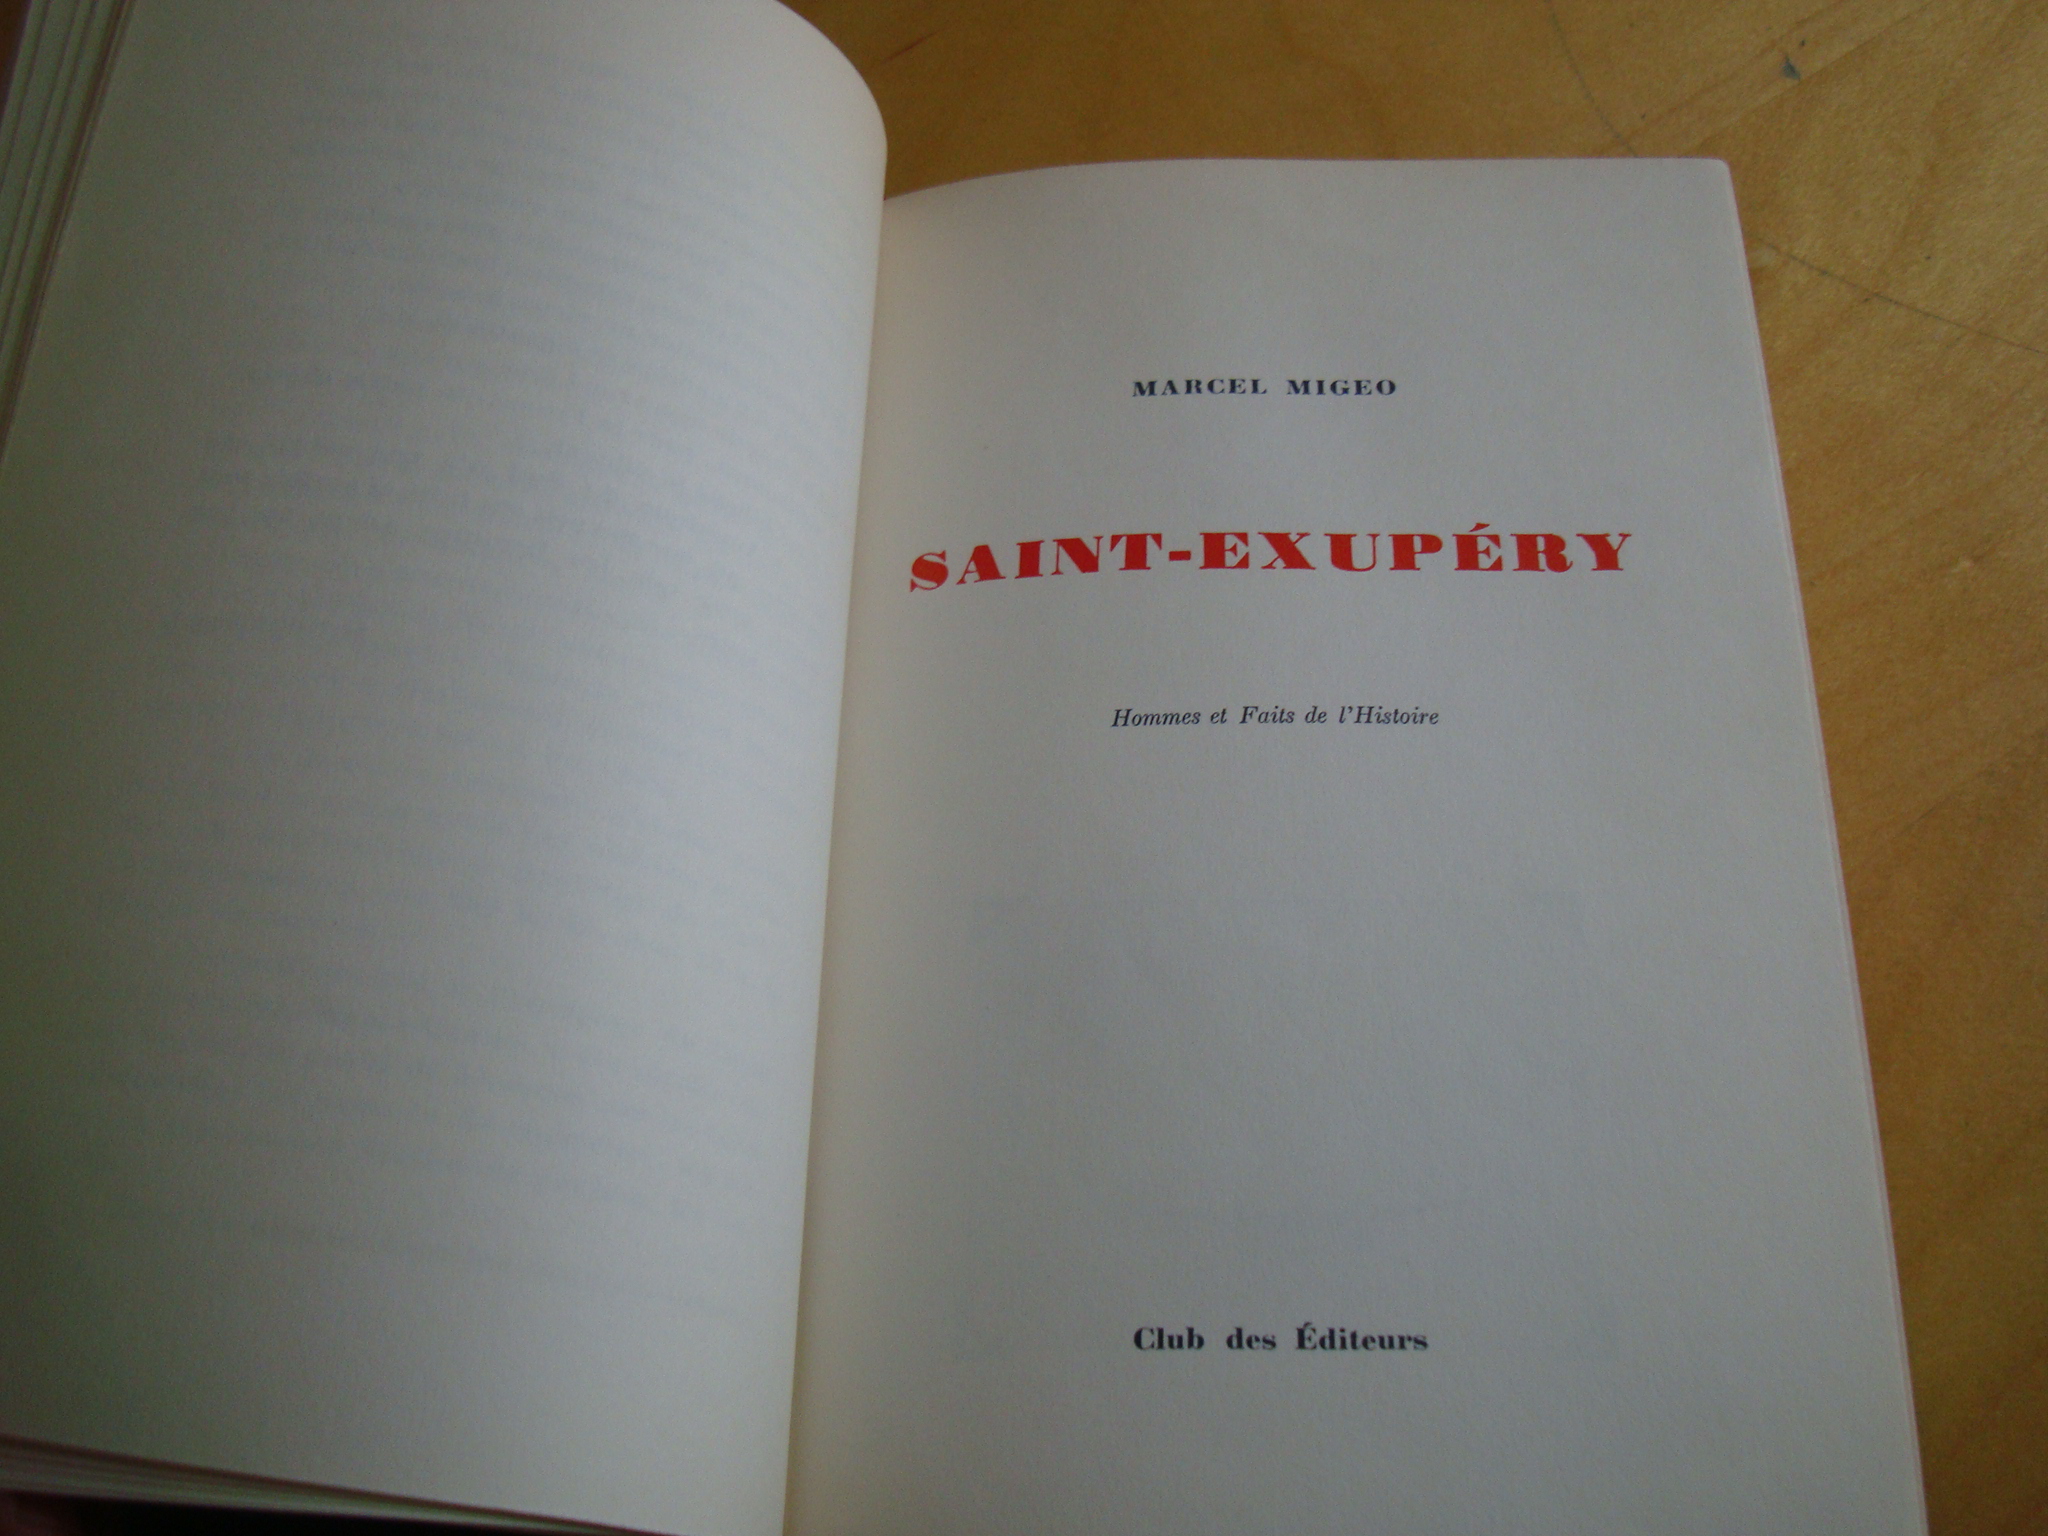 MARCEL MIGEO
SAINT-EXUPÉRY
Hommes et Faits de l'Histoire
Club des Éditeurs